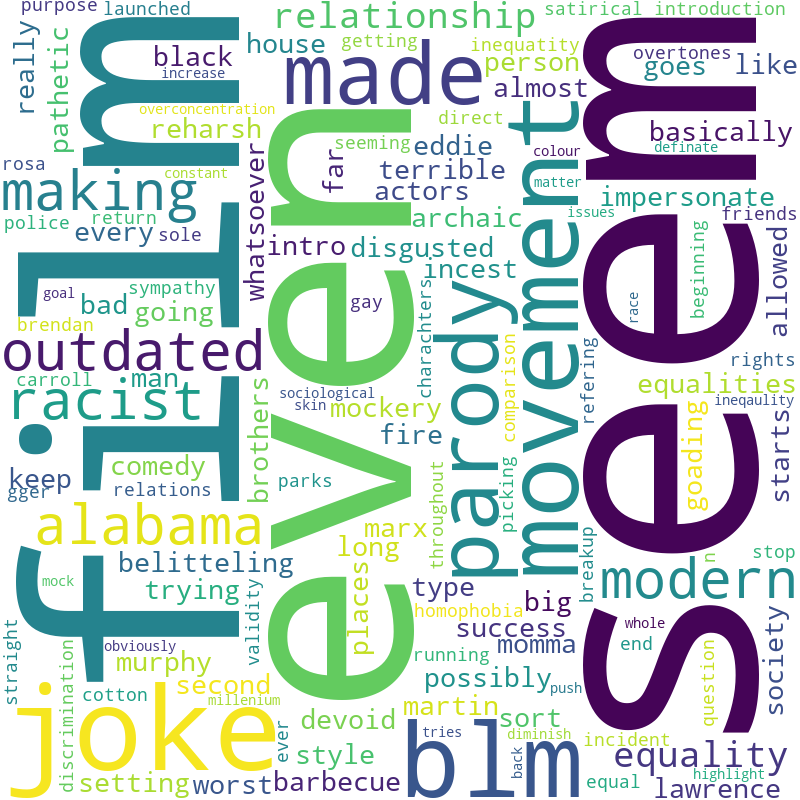 purpose
launched
relationship
satirical introduction
really
pathetic
black
increase
house
getting
made
inequatity
person
almost
overtones
goes
like
overconcentration
reharsh
film
even
seem
direct
seeming
eddie
terrible
actors
far
colour
definate
basically
matter
movement
rosa
constant
making
whatsoever
archaic
impersonate
issues
friends
police
return
every
sole
intro
disgusted
incest
allowed
beginning
goal
bad
sympathy
going
gay
charachters
race
brendan
outdated
parody
refering
rights
carroll
man
sociological
skin
mockery
comparison
equalities
inequality
racist
brothers
fire
goading
starts
keep
gger
comedy
relations
parks
throughout
picking
alabama
marx
long
n
stop
belitteling
breakup
modern
mock
trying
validity
places
type
homophobia
big
success
whole
society
straight
obviously
murphy
momma
end
discrimination
cotton
second
millenium
running
possibly
push
question
joke
ever
devoid
martin
sort
tries
diminish
incident
style
blm
back
equality
highlight
setting
worst
barbecue
equal
lawrence